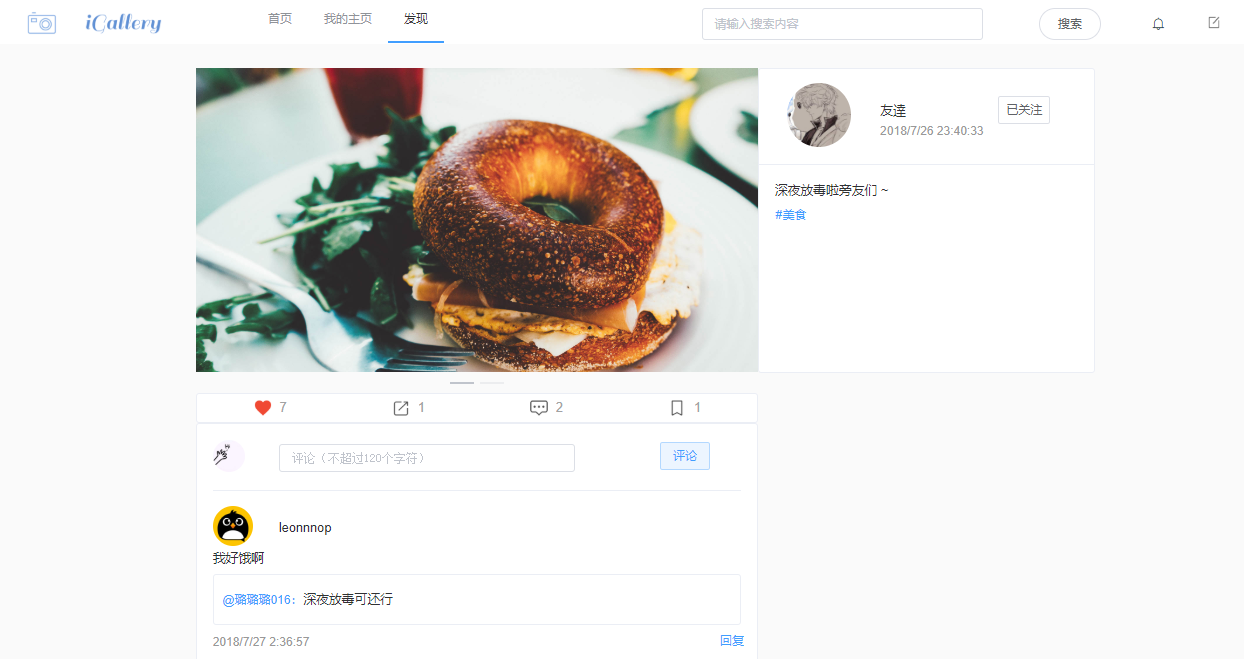 iGallery
首页 我的主页 发现
请输入搜索内容
搜索
友達
已关注
2018/7/26 23:40:33
深夜放毒啦旁友们 ~
#美食
7 1 2 1
评论（不超过120个字符）
评论
leonnnop
我好饿啊
@璐璐璐016：深夜放毒可还行
2018/7/27 2:36:57
回复